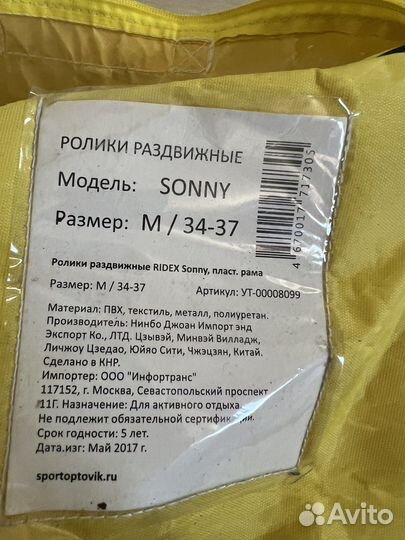 РОЛИКИ РАЗДВИЖНЫЕ
Модель: SONNY
Размер: M / 34-37
4670017717305
Ролики раздвижные RIDEX Sonny, пласт. рама
Размер: M / 34-37 Артикул: УТ-00008099
Материал: ПВХ, текстиль, металл, полиуретан.
Производитель: Нинбо Джоан Импорт энд
Экспорт Ко., ЛТД. Цзывэй, Минвэй Вилладж,
Личжоу Цзедао, Юйяо Сити, Чжэцзян, Китай.
Сделано в КНР.
Импортер: ООО "Инфортранс"
117152, г. Москва, Севастопольский проспект
11Г. Назначение: Для активного отдыха.
Не подлежит обязательной сертификации.
Срок годности: 5 лет.
Дата.изг: Май 2017 г.
sportoptovik.ru
Avito